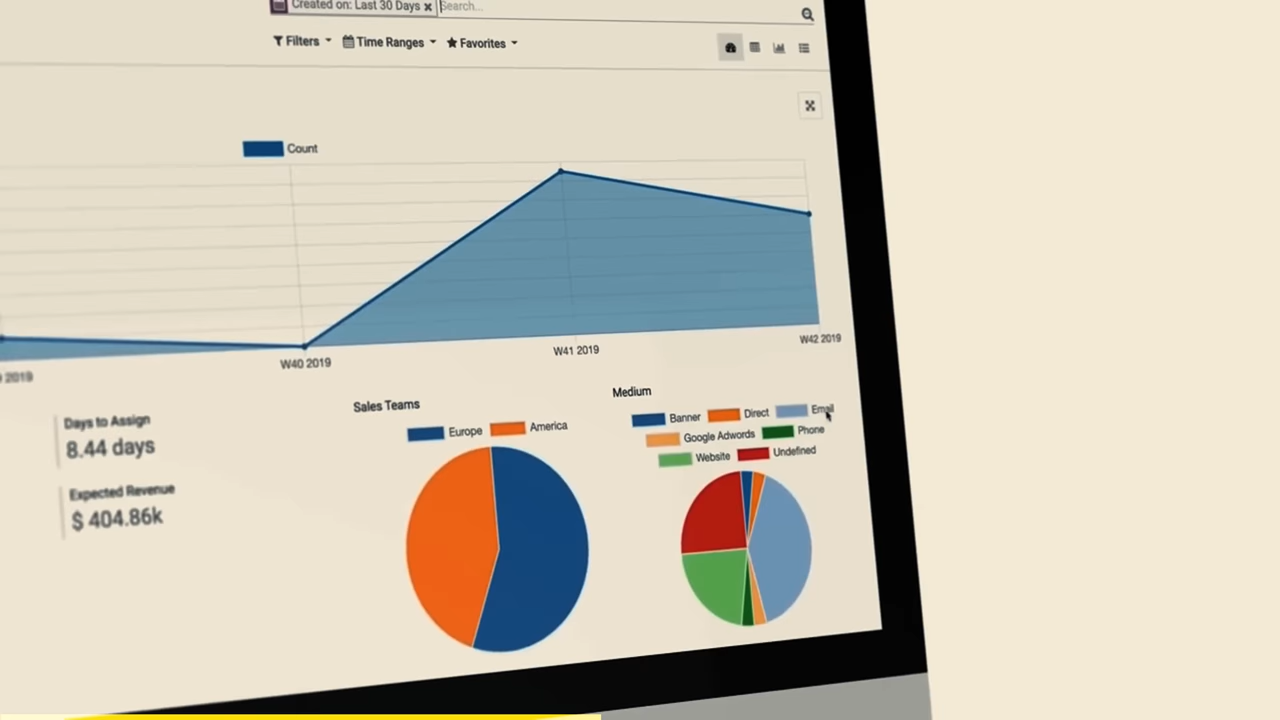 Created on: Last 30 Days × Search...
Filters Time Ranges Favorites
Count
2019 W40 2019 W41 2019 W42 2019
Days to Assign
8.44 days
Expected Revenue
$ 404.86k
Sales Teams
Europe America
Medium
Banner Direct Email
Google Adwords Phone
Website Undefined